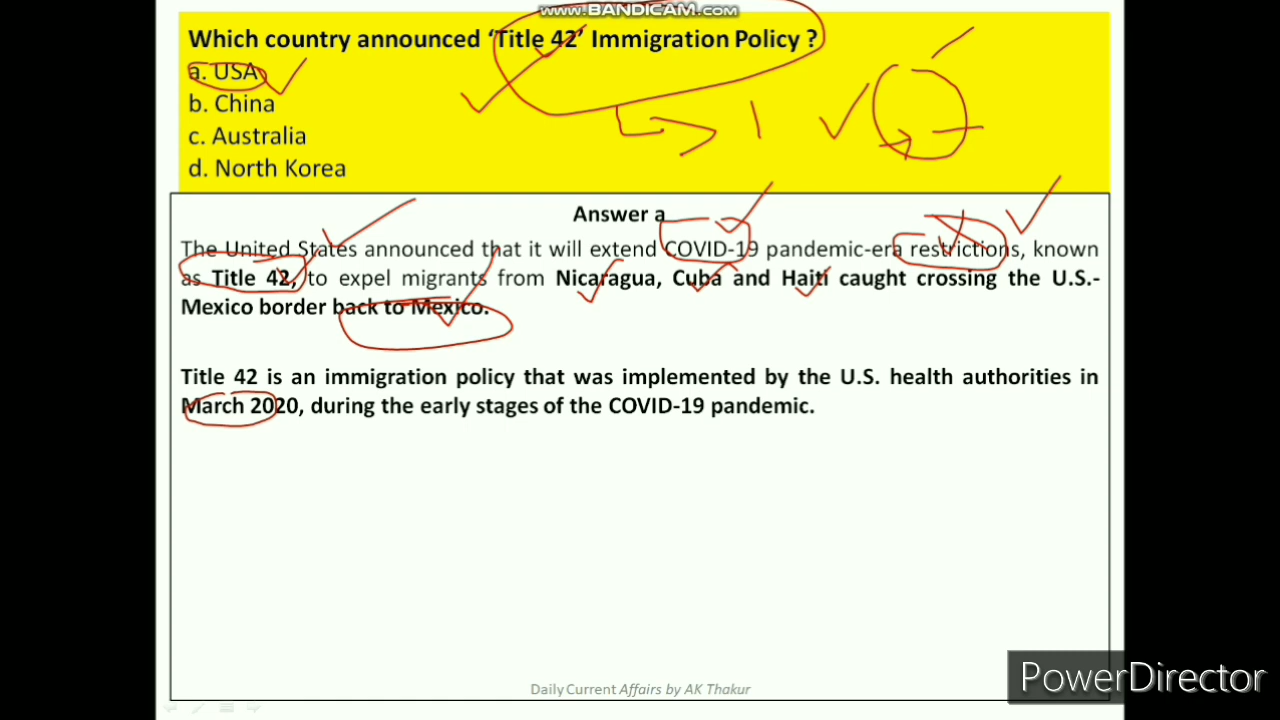 www.BANDICAM.com
Which country announced ‘Title 42’ Immigration Policy ?
a. USA
b. China
c. Australia
d. North Korea
Answer a
The United States announced that it will extend COVID-19 pandemic-era restrictions, known
as Title 42, to expel migrants from Nicaragua, Cuba and Haiti caught crossing the U.S.-
Mexico border back to Mexico.
Title 42 is an immigration policy that was implemented by the U.S. health authorities in
March 2020, during the early stages of the COVID-19 pandemic.
Daily Current Affairs by AK Thakur
PowerDirector